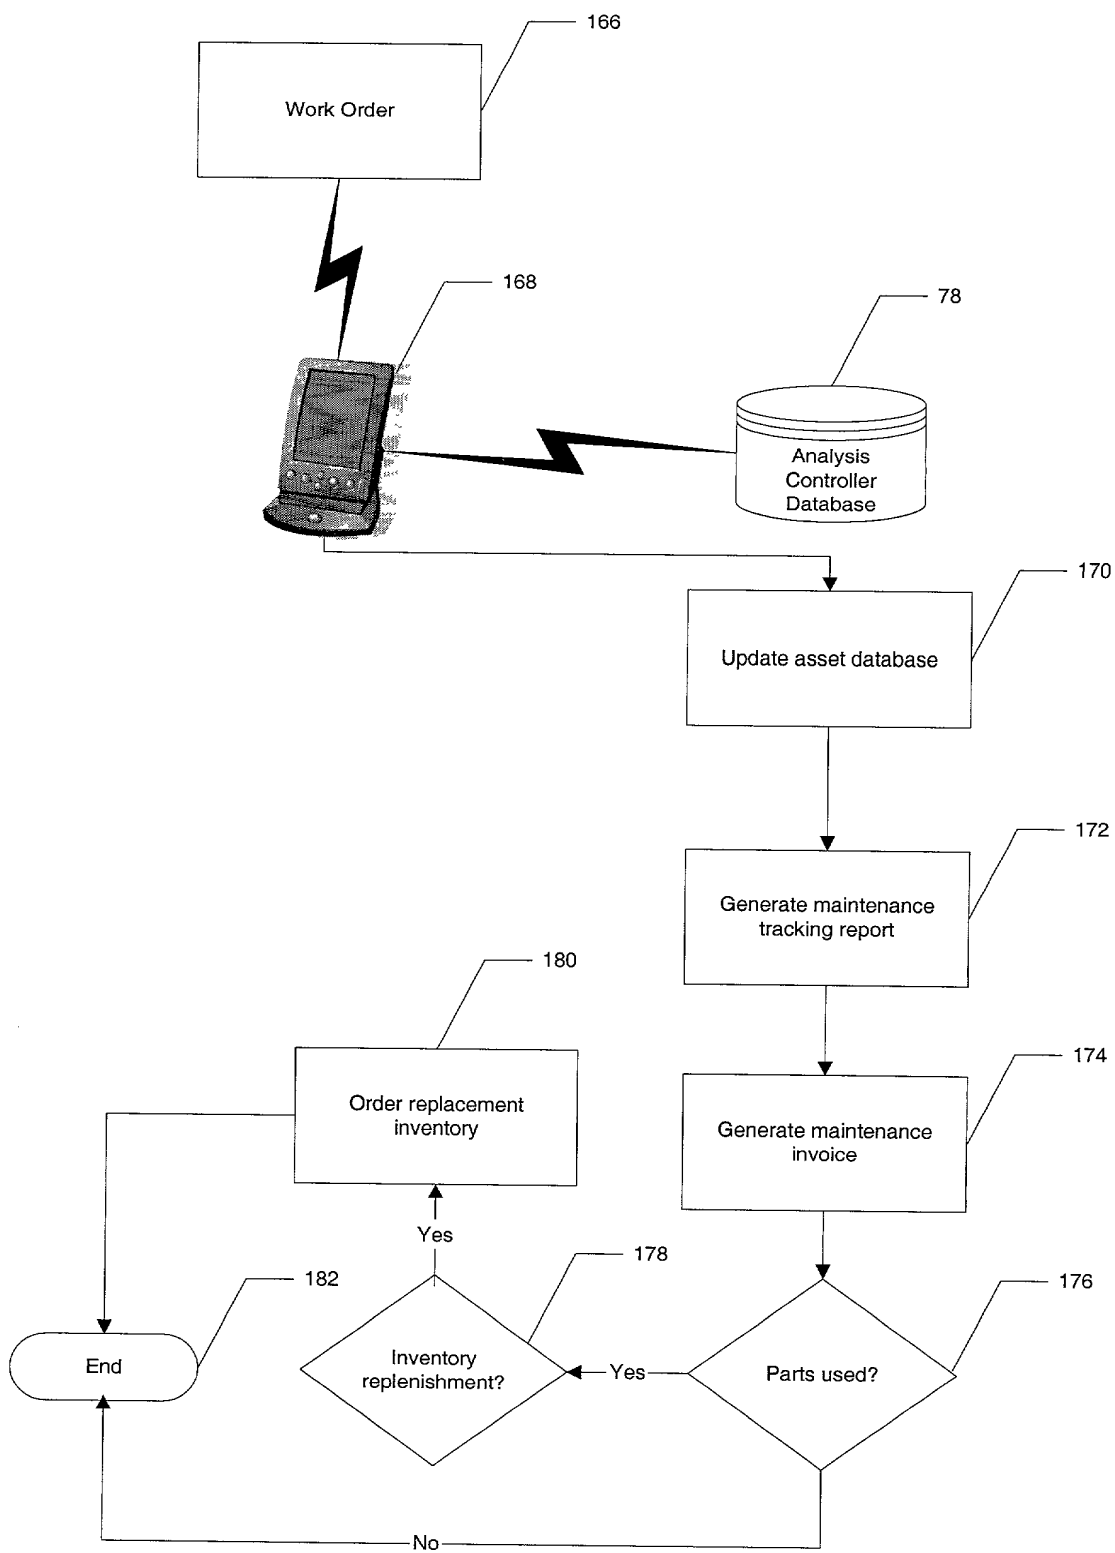 166
Work Order
168
78
Analysis
Controller
Database
170
Update asset database
172
Generate maintenance
tracking report
180
174
Order replacement
inventory
Generate maintenance
invoice
Yes
178
182
176
End
Inventory
replenishment?
Yes
Parts used?
No